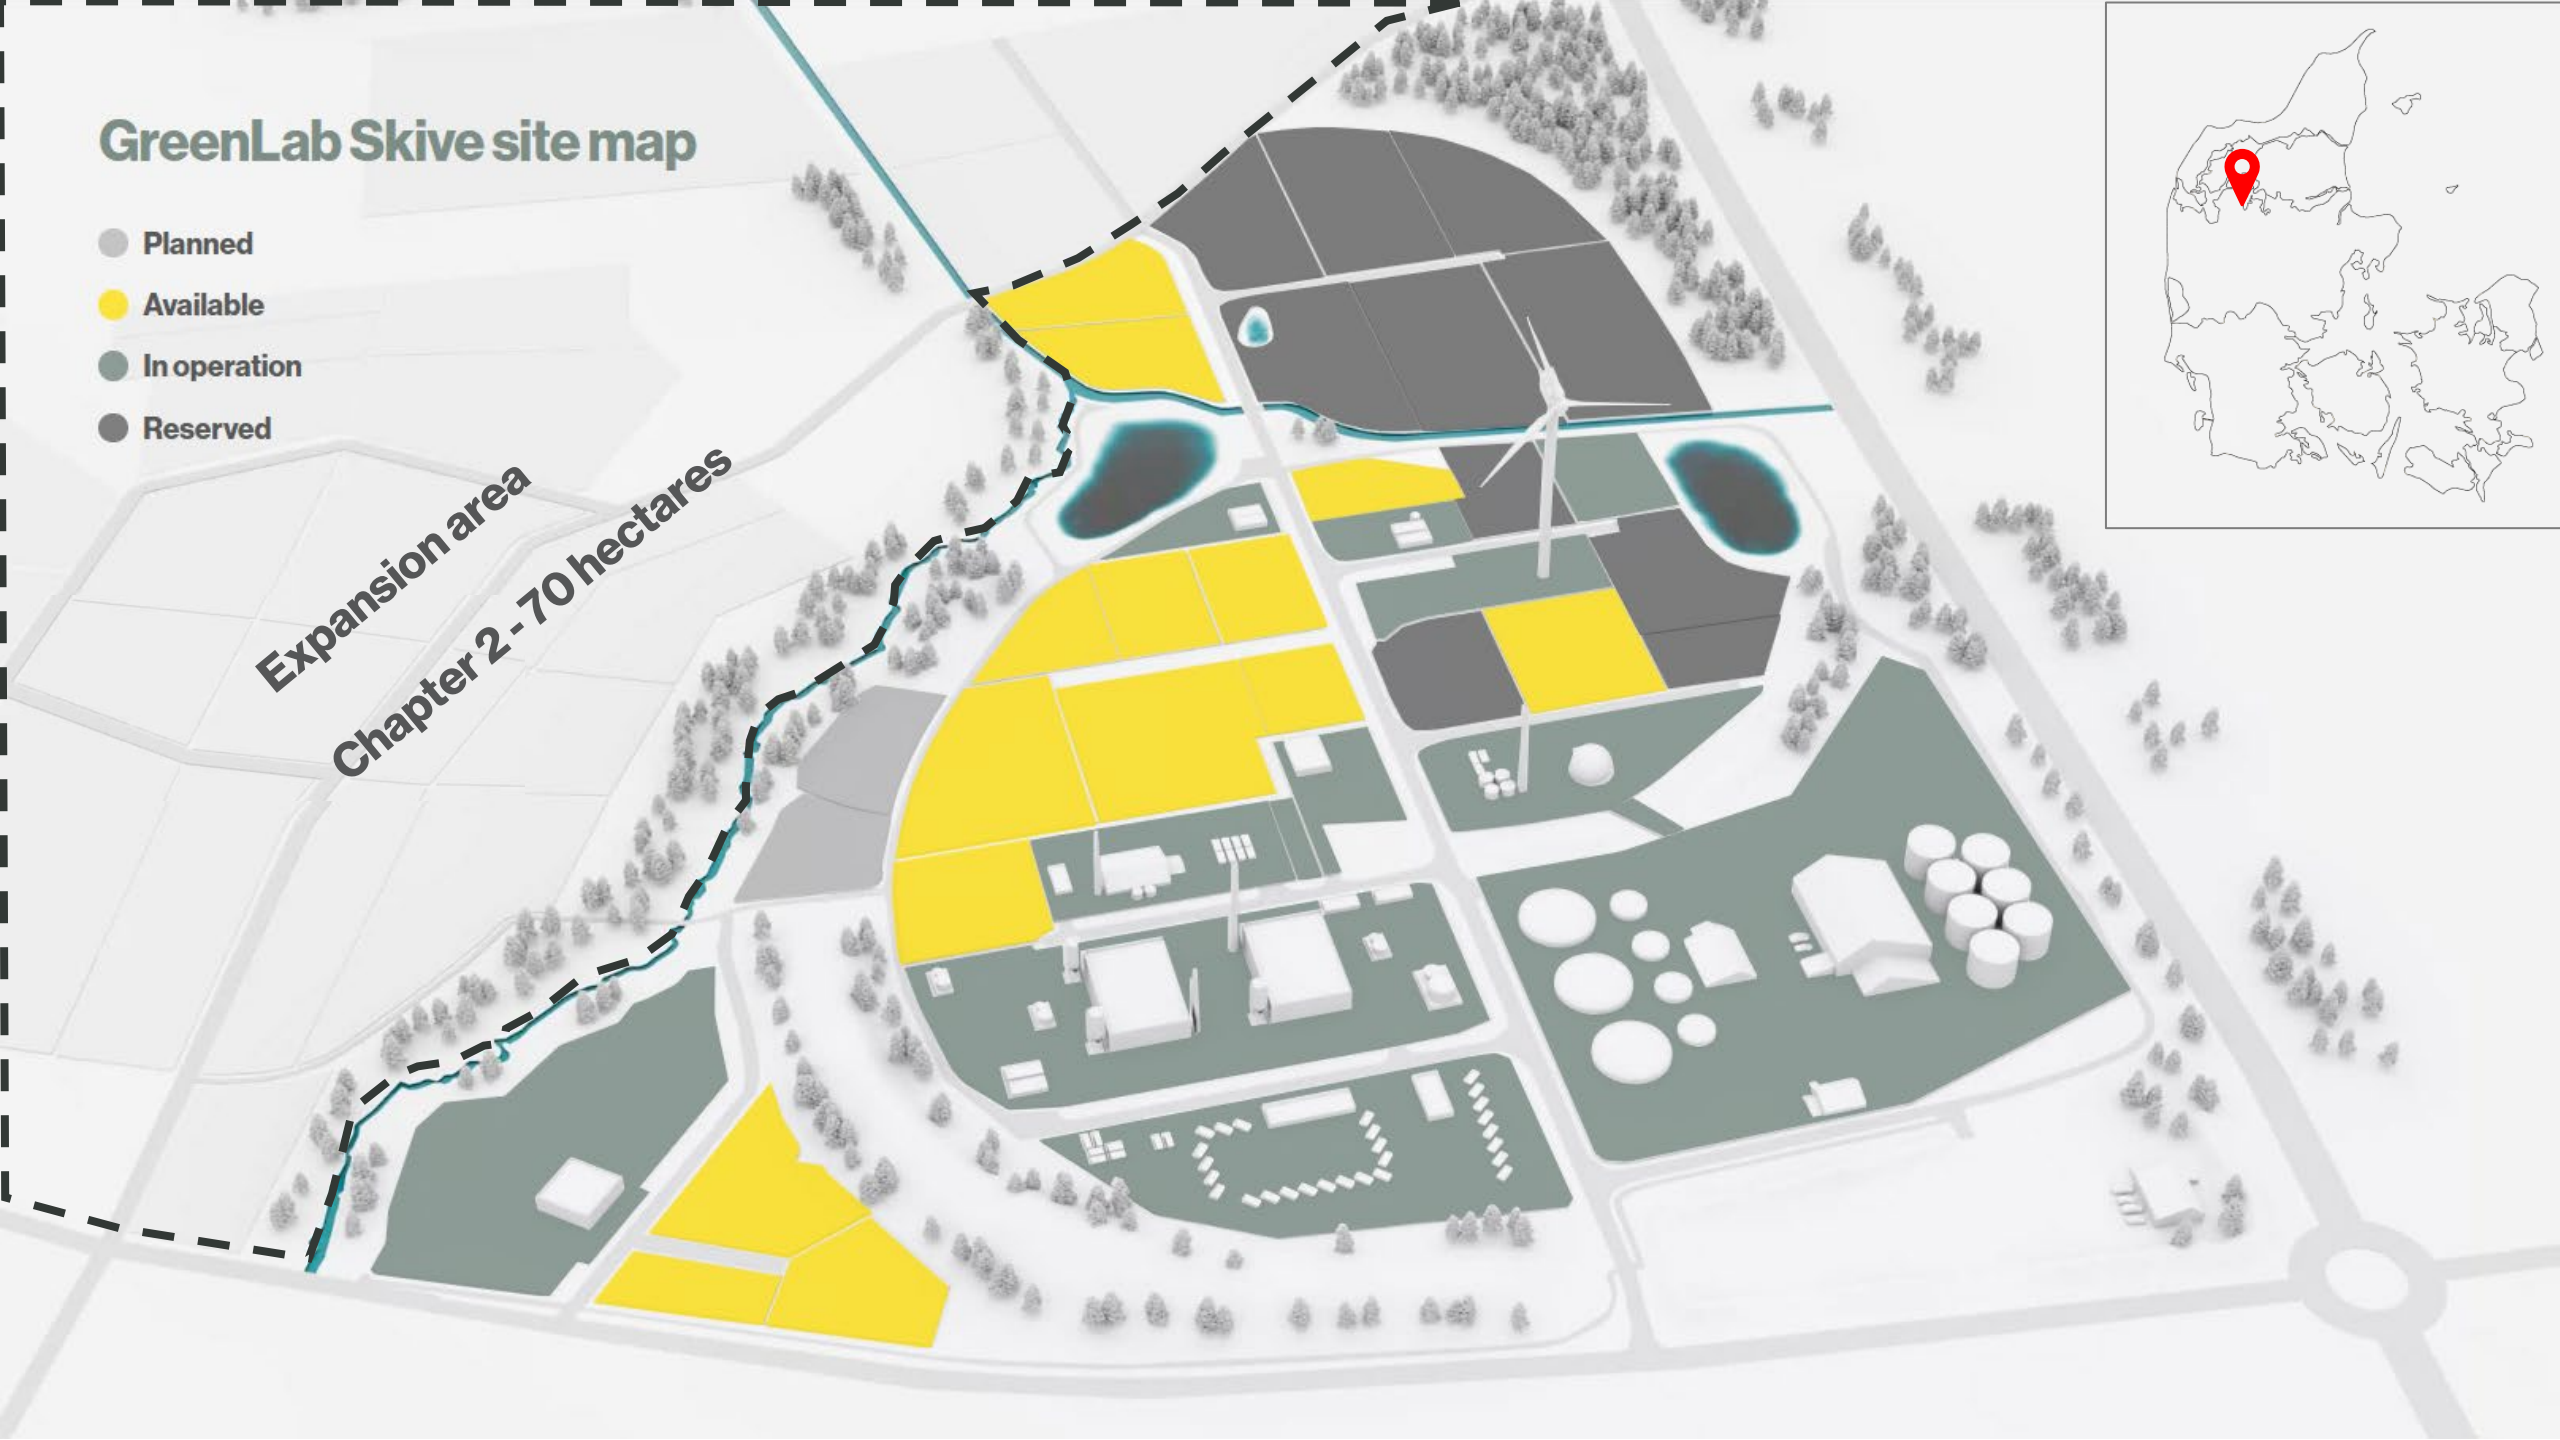 GreenLab Skive site map
Planned
Available
In operation
Reserved
Expansion area
Chapter 2 - 70 hectares